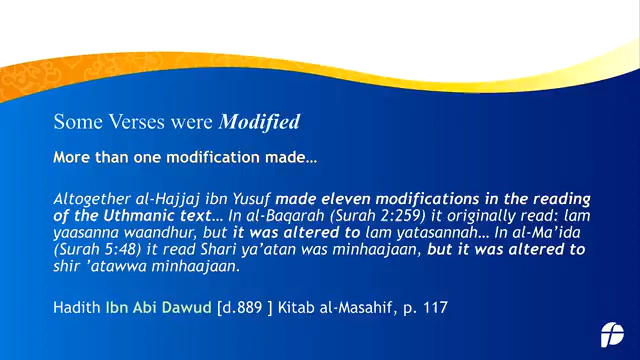 Some Verses were Modified
More than one modification made…
Altogether al-Hajjaj ibn Yusuf made eleven modifications in the reading
of the Uthmanic text… In al-Baqarah (Surah 2:259) it originally read: lam
yaasanna waandhur, but it was altered to lam yatasannah… In al-Ma’ida
(Surah 5:48) it read Shari ya’atan was minhaajaan, but it was altered to
shir ’atawwa minhaajaan.
Hadith Ibn Abi Dawud [d.889 ] Kitab al-Masahif, p. 117